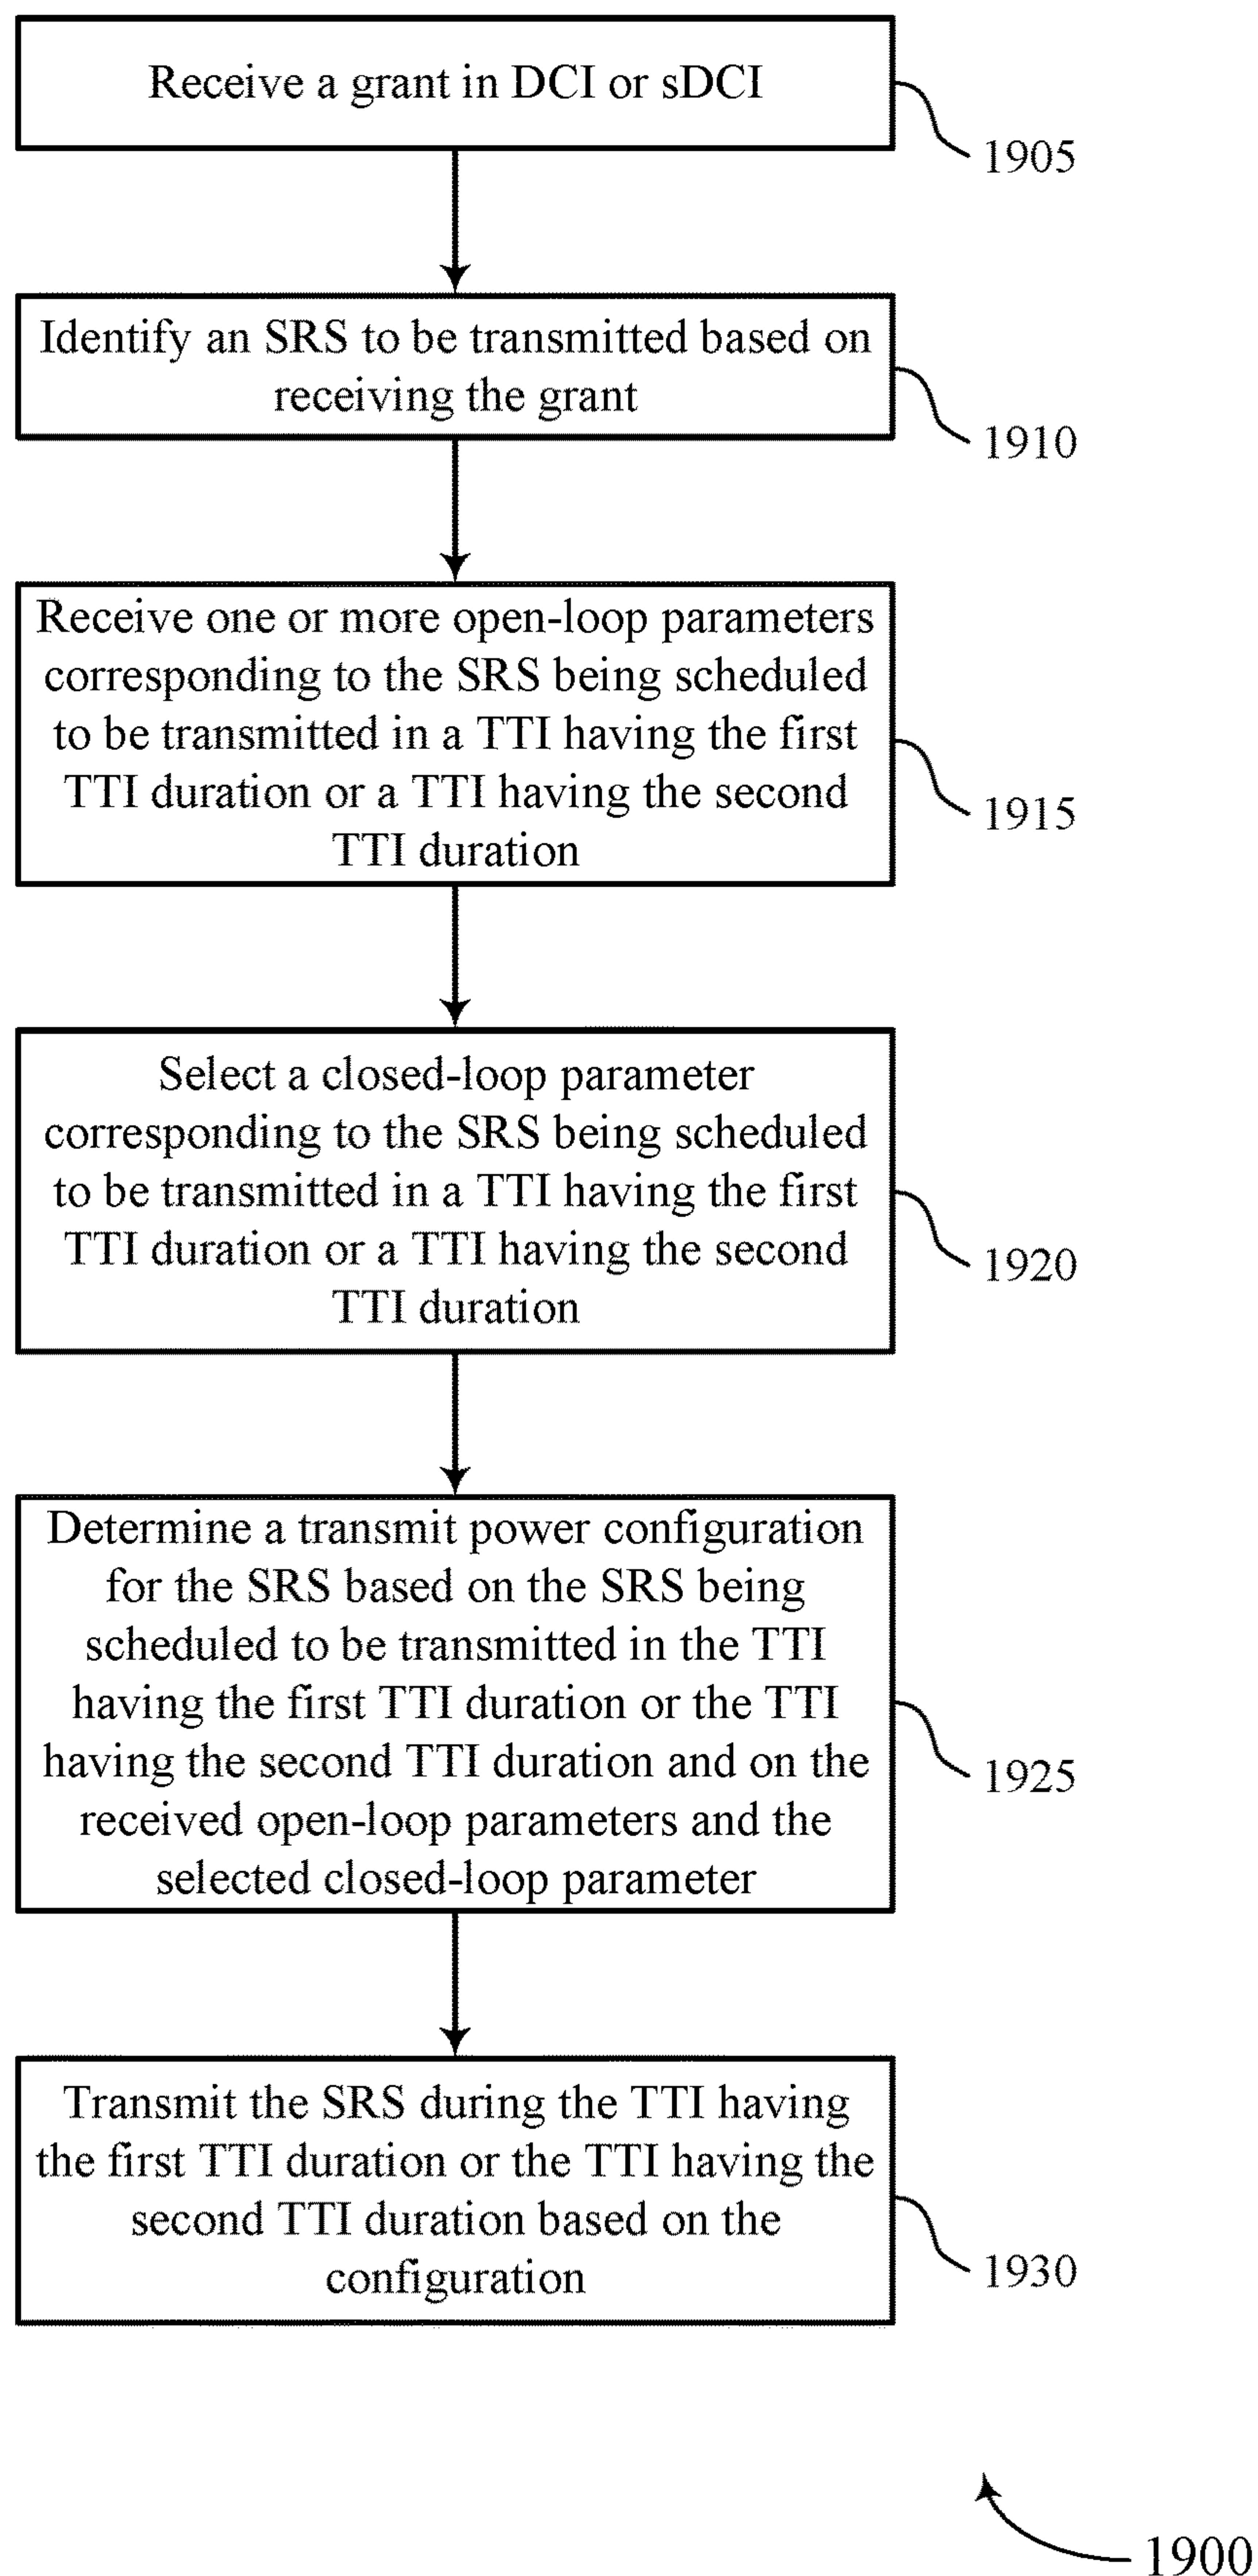 Receive a grant in DCI or sDCI
1905
Identify an SRS to be transmitted based on
receiving the grant
1910
Receive one or more open-loop parameters
corresponding to the SRS being scheduled
to be transmitted in a TTI having the first
TTI duration or a TTI having the second
TTI duration
1915
Select a closed-loop parameter
corresponding to the SRS being scheduled
to be transmitted in a TTI having the first
TTI duration or a TTI having the second
TTI duration
1920
Determine a transmit power configuration
for the SRS based on the SRS being
scheduled to be transmitted in the TTI
having the first TTI duration or the TTI
having the second TTI duration and on the
received open-loop parameters and the
selected closed-loop parameter
1925
Transmit the SRS during the TTI having
the first TTI duration or the TTI having the
second TTI duration based on the
configuration
1930
1900